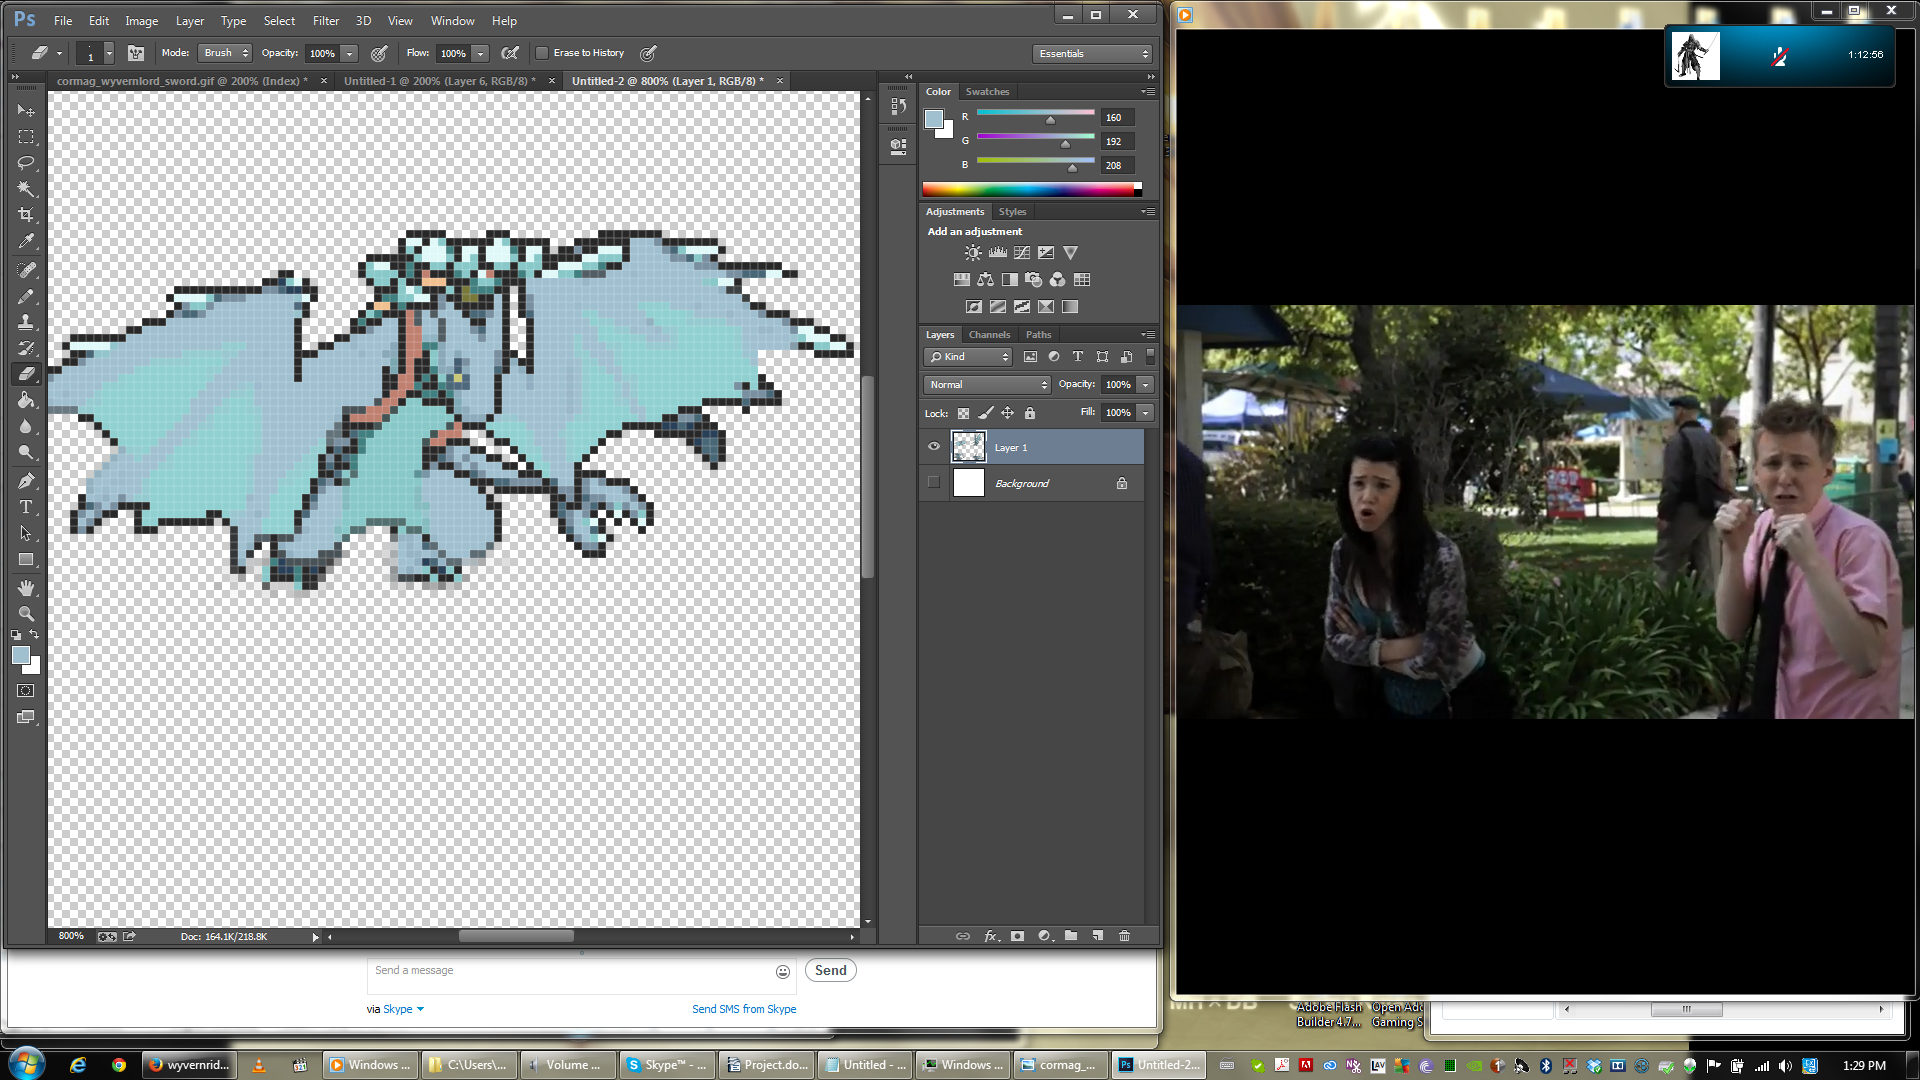 Ps File Edit Image Layer Type Select Filter 3D View Window Help
1 Mode: Brush Opacity: 100% Flow: 100% Erase to History Essentials
cormag_wyvernlord_sword.gif @ 200% (Index) * × Untitled-1 @ 200% (Layer 6, RGB/8) * × Untitled-2 @ 800% (Layer 1, RGB/8) * ×
Color Swatches
R 160
G 192
B 208
Adjustments Styles
Add an adjustment
Layers Channels Paths
Kind
Normal Opacity: 100%
Lock: Fill: 100%
Layer 1
Background
800% Doc: 164.1K/218.8K
1:12:56
Send a message
Send
via Skype
Send SMS from Skype
Adobe Flash
Builder 4.7...
Open Ado
Gaming S
wyvernrid...
Windows ...
C:\Users\...
Volume ...
Skype™ - ...
Project.do...
Untitled - ...
Windows ...
cormag_...
Untitled-2...
1:29 PM